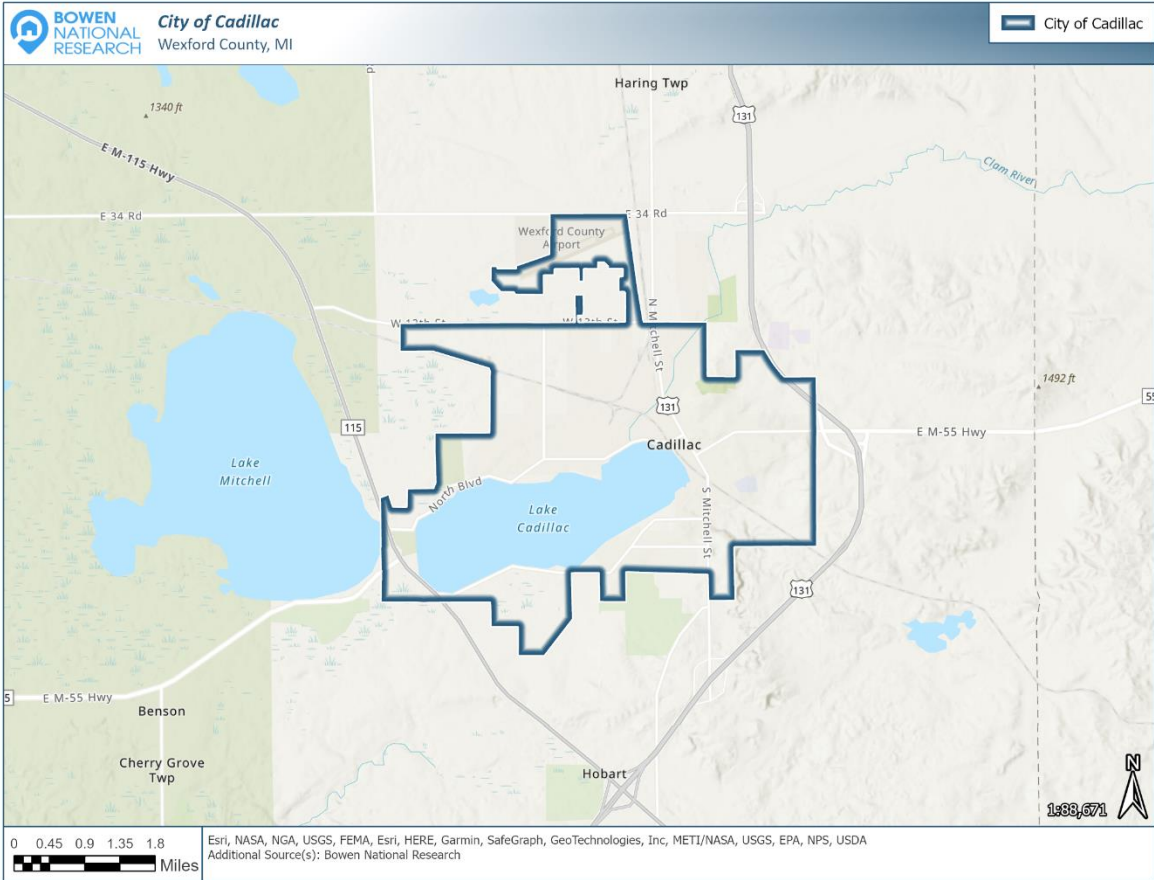 BOWEN
NATIONAL
RESEARCH
City of Cadillac
Wexford County, MI
City of Cadillac
Haring Twp
1340 ft
131
E M-115 Hwy
Clam River
E 34 Rd
E 34 Rd
Wexford County
Airport
N Mitchell St
W 13th St
W 13th St
1492 ft
55
131
115
E M-55 Hwy
Cadillac
Lake
Mitchell
North Blvd
S Mitchell St
Lake
Cadillac
131
5
E M-55 Hwy
Benson
Cherry Grove
Twp
Hobart
N
1:88,671
0 0.45 0.9 1.35 1.8
Miles
Esri, NASA, NGA, USGS, FEMA, Esri, HERE, Garmin, SafeGraph, GeoTechnologies, Inc, METI/NASA, USGS, EPA, NPS, USDA
Additional Source(s): Bowen National Research